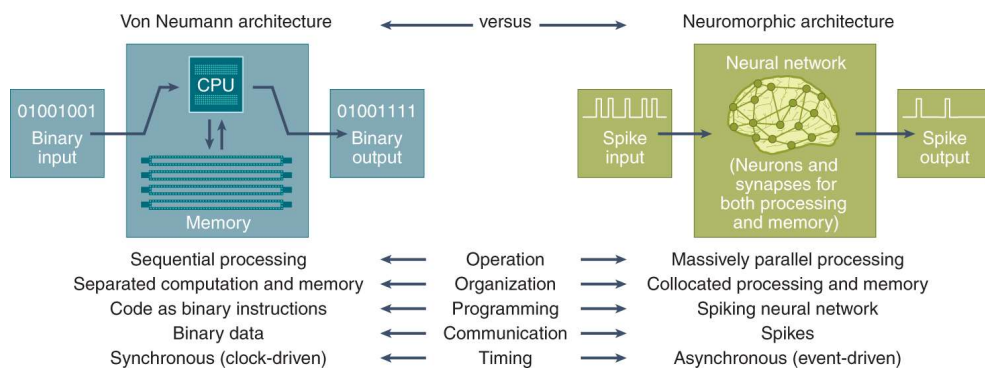 Von Neumann architecture
versus
Neuromorphic architecture
CPU
01001001
Binary
input
01001111
Binary
output
Memory
Neural network
Spike
input
Spike
output
(Neurons and
synapses for
both processing
and memory)
Sequential processing Operation Massively parallel processing
Separated computation and memory Organization Collocated processing and memory
Code as binary instructions Programming Spiking neural network
Binary data Communication Spikes
Synchronous (clock-driven) Timing Asynchronous (event-driven)